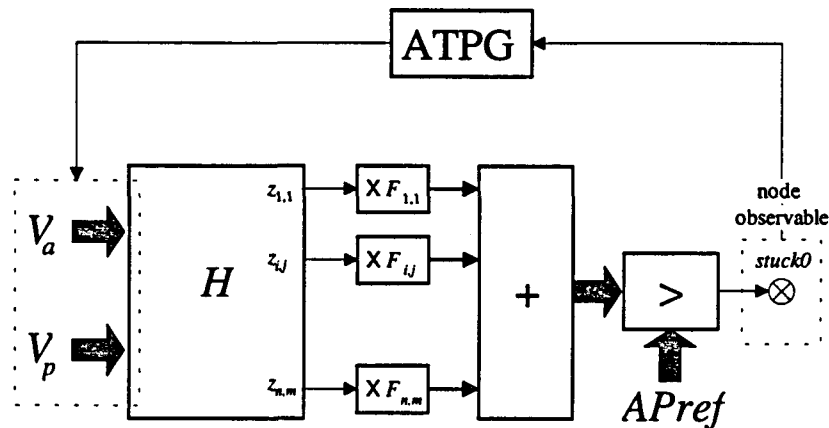 ATPG
node
observable
V_a
V_p
H
z_{1,1}
z_{i,j}
z_{n,m}
X F_{1,1}
X F_{i,j}
X F_{n,m}
+
>
stuck0
APref